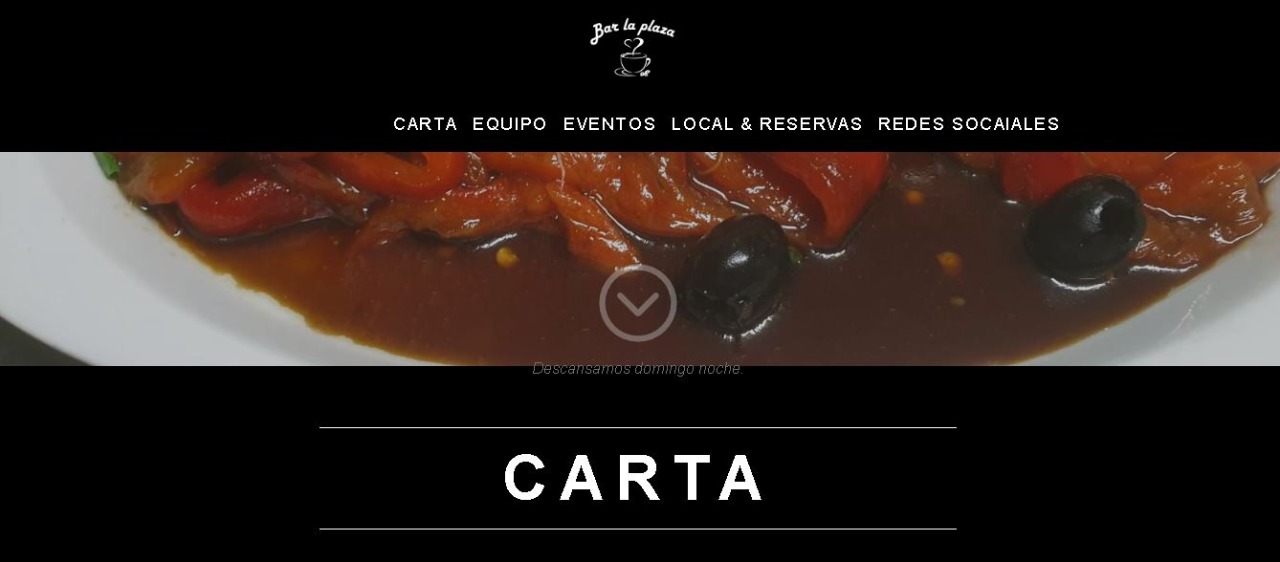 Bar la plaza
CARTA EQUIPO EVENTOS LOCAL & RESERVAS REDES SOCAIALES
Descansamos domingo noche.
CARTA